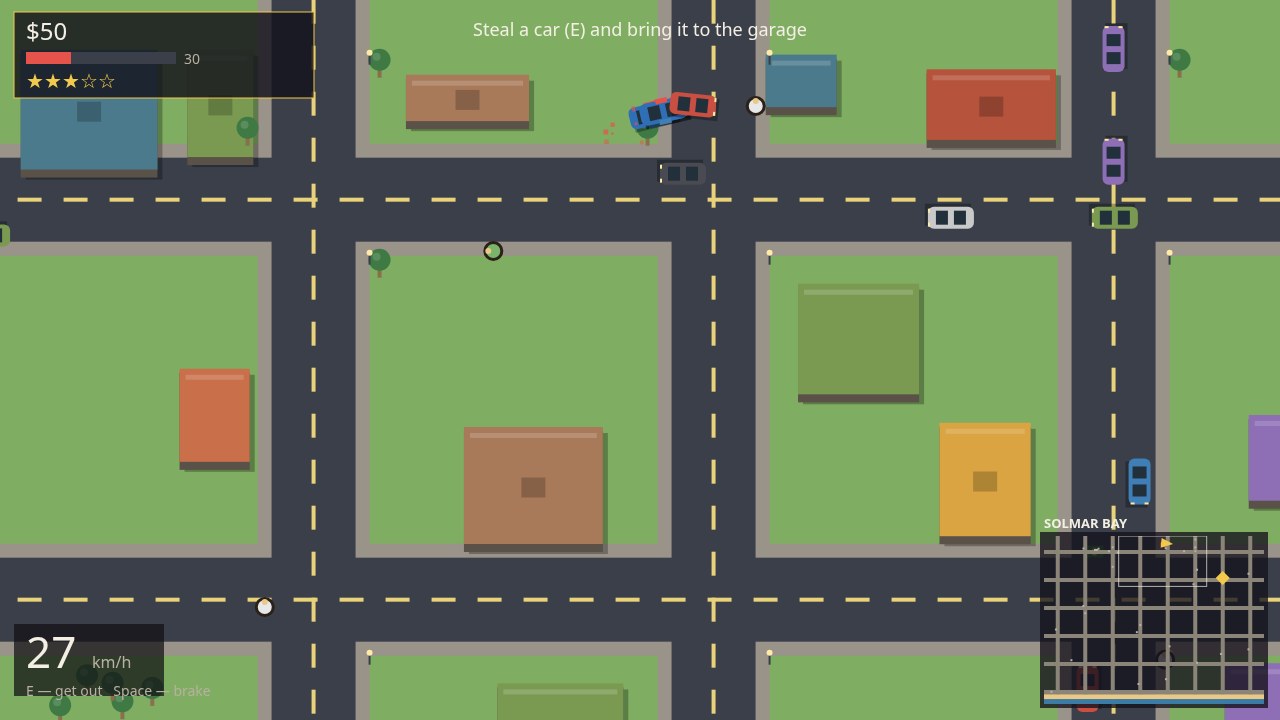 $50
Steal a car (E) and bring it to the garage
30
★★★☆☆
SOLMAR BAY
27 km/h
E — get out Space — brake